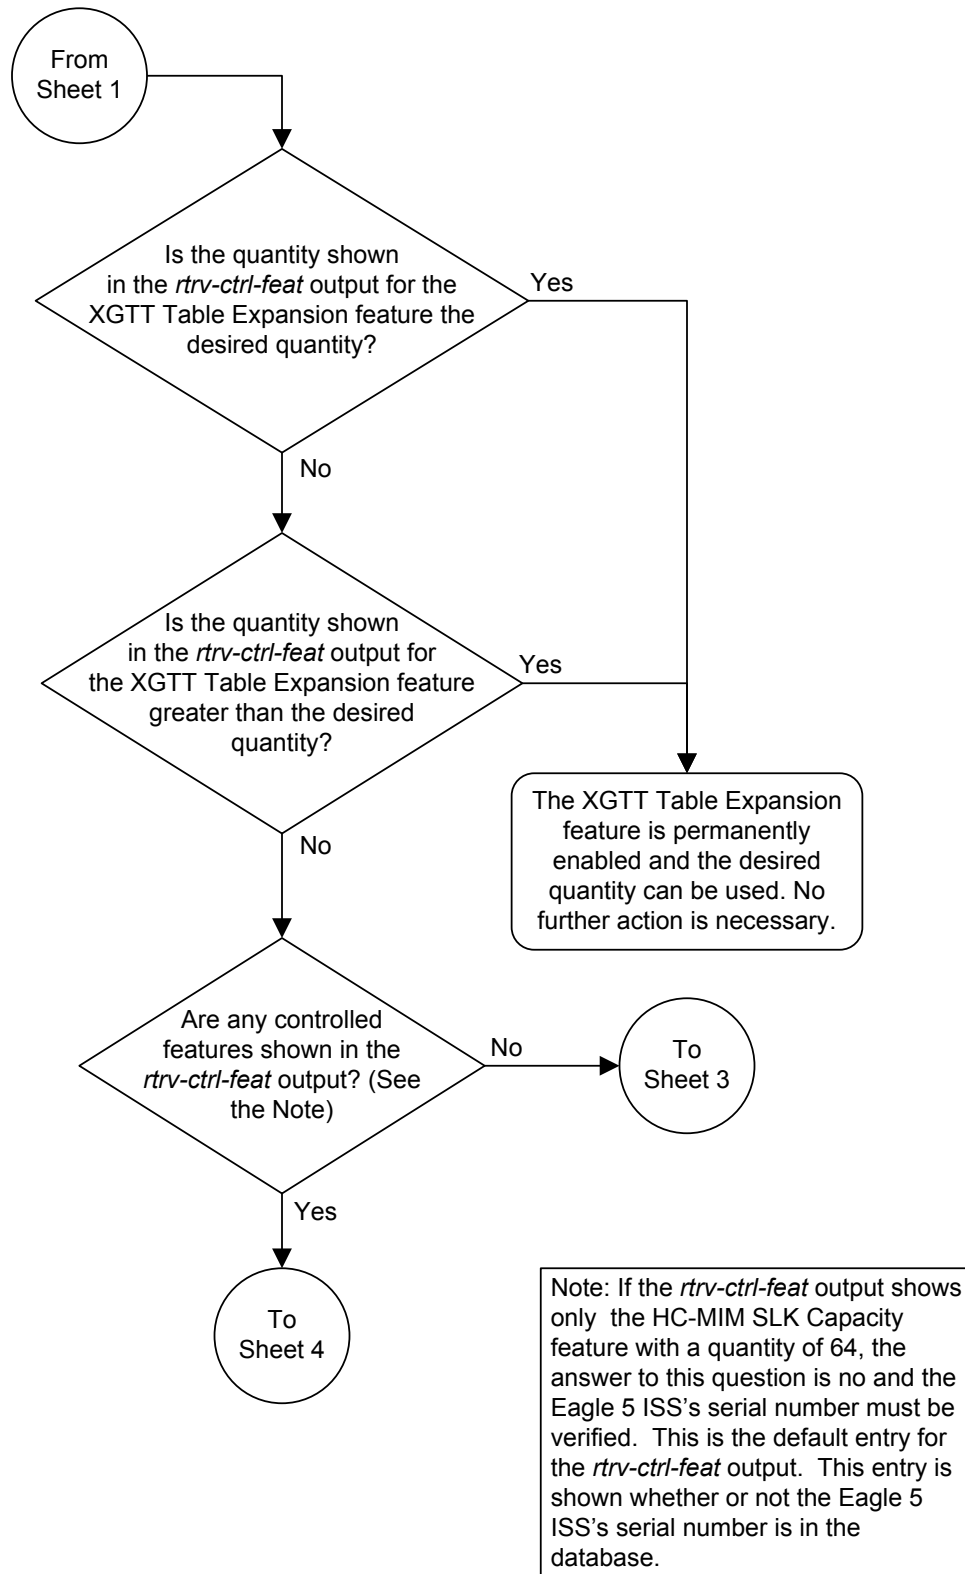 From
Sheet 1
Is the quantity shown
in the rtrv-ctrl-feat output for the
XGTT Table Expansion feature the
desired quantity?
Yes
No
Is the quantity shown
in the rtrv-ctrl-feat output for
the XGTT Table Expansion feature
greater than the desired
quantity?
Yes
No
The XGTT Table Expansion
feature is permanently
enabled and the desired
quantity can be used. No
further action is necessary.
Are any controlled
features shown in the
rtrv-ctrl-feat output? (See
the Note)
No
To
Sheet 3
Yes
To
Sheet 4
Note: If the rtrv-ctrl-feat output shows
only  the HC-MIM SLK Capacity
feature with a quantity of 64, the
answer to this question is no and the
Eagle 5 ISS’s serial number must be
verified.  This is the default entry for
the rtrv-ctrl-feat output.  This entry is
shown whether or not the Eagle 5
ISS’s serial number is in the
database.